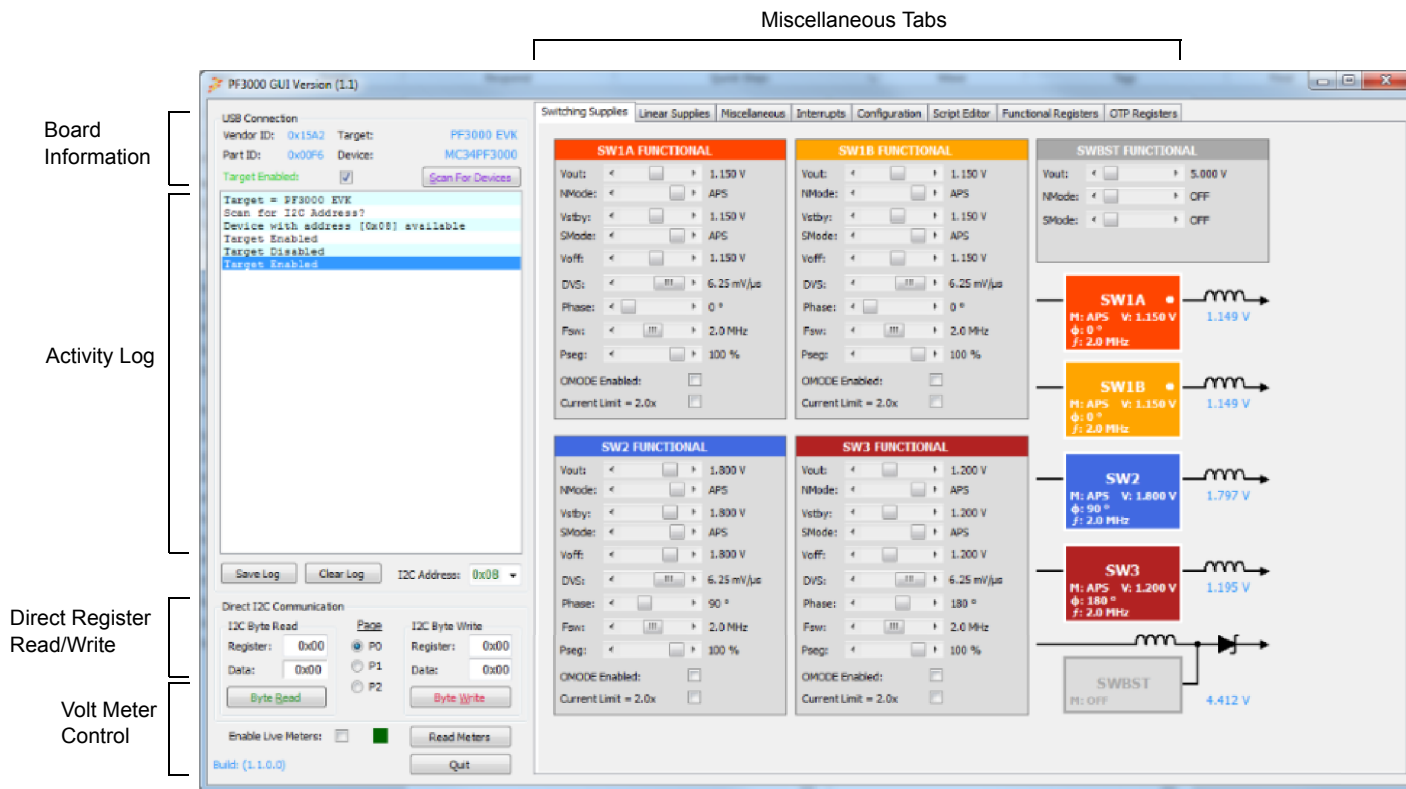 Miscellaneous Tabs
PF3000 GUI Version (1.1)
Board
Information
Activity Log
Direct Register
Read/Write
Volt Meter
Control
USB Connection
Vendor ID: 0x15A2 Target: PF3000 EVK
Part ID: 0x00F6 Device: MC34PF3000
Target Enabled: Scan For Devices
Target = PF3000 EVK
Scan for I2C Address?
Device with address [0x08] available
Target Enabled
Target Disabled
Target Enabled
Save Log Clear Log I2C Address: 0x08
Direct I2C Communication
I2C Byte Read Page I2C Byte Write
Register: 0x00 P0 Register: 0x00
Data: 0x00 P1 Data: 0x00
P2
Byte Read Byte Write
Enable Live Meters: Read Meters
Build: (1.1.0.0) Quit
Switching Supplies Linear Supplies Miscellaneous Interrupts Configuration Script Editor Functional Registers OTP Registers
SW1A FUNCTIONAL
Vout: 1.150 V
NMode: APS
Vstby: 1.150 V
SMode: APS
Voff: 1.150 V
DVS: 6.25 mV/µs
Phase: 0 °
Fsw: 2.0 MHz
Pseg: 100 %
OMODE Enabled:
Current Limit = 2.0x
SW1B FUNCTIONAL
Vout: 1.150 V
NMode: APS
Vstby: 1.150 V
SMode: APS
Voff: 1.150 V
DVS: 6.25 mV/µs
Phase: 0 °
Fsw: 2.0 MHz
Pseg: 100 %
OMODE Enabled:
Current Limit = 2.0x
SWBST FUNCTIONAL
Vout: 5.000 V
NMode: OFF
SMode: OFF
SW2 FUNCTIONAL
Vout: 1.800 V
NMode: APS
Vstby: 1.800 V
SMode: APS
Voff: 1.800 V
DVS: 6.25 mV/µs
Phase: 90 °
Fsw: 2.0 MHz
Pseg: 100 %
OMODE Enabled:
Current Limit = 2.0x
SW3 FUNCTIONAL
Vout: 1.200 V
NMode: APS
Vstby: 1.200 V
SMode: APS
Voff: 1.200 V
DVS: 6.25 mV/µs
Phase: 180 °
Fsw: 2.0 MHz
Pseg: 100 %
OMODE Enabled:
Current Limit = 2.0x
SW1A
M: APS V: 1.150 V
ϕ: 0 °
ƒ: 2.0 MHz
1.149 V
SW1B
M: APS V: 1.150 V
ϕ: 0 °
ƒ: 2.0 MHz
1.149 V
SW2
M: APS V: 1.800 V
ϕ: 90 °
ƒ: 2.0 MHz
1.797 V
SW3
M: APS V: 1.200 V
ϕ: 180 °
ƒ: 2.0 MHz
1.195 V
SWBST
M: OFF
4.412 V